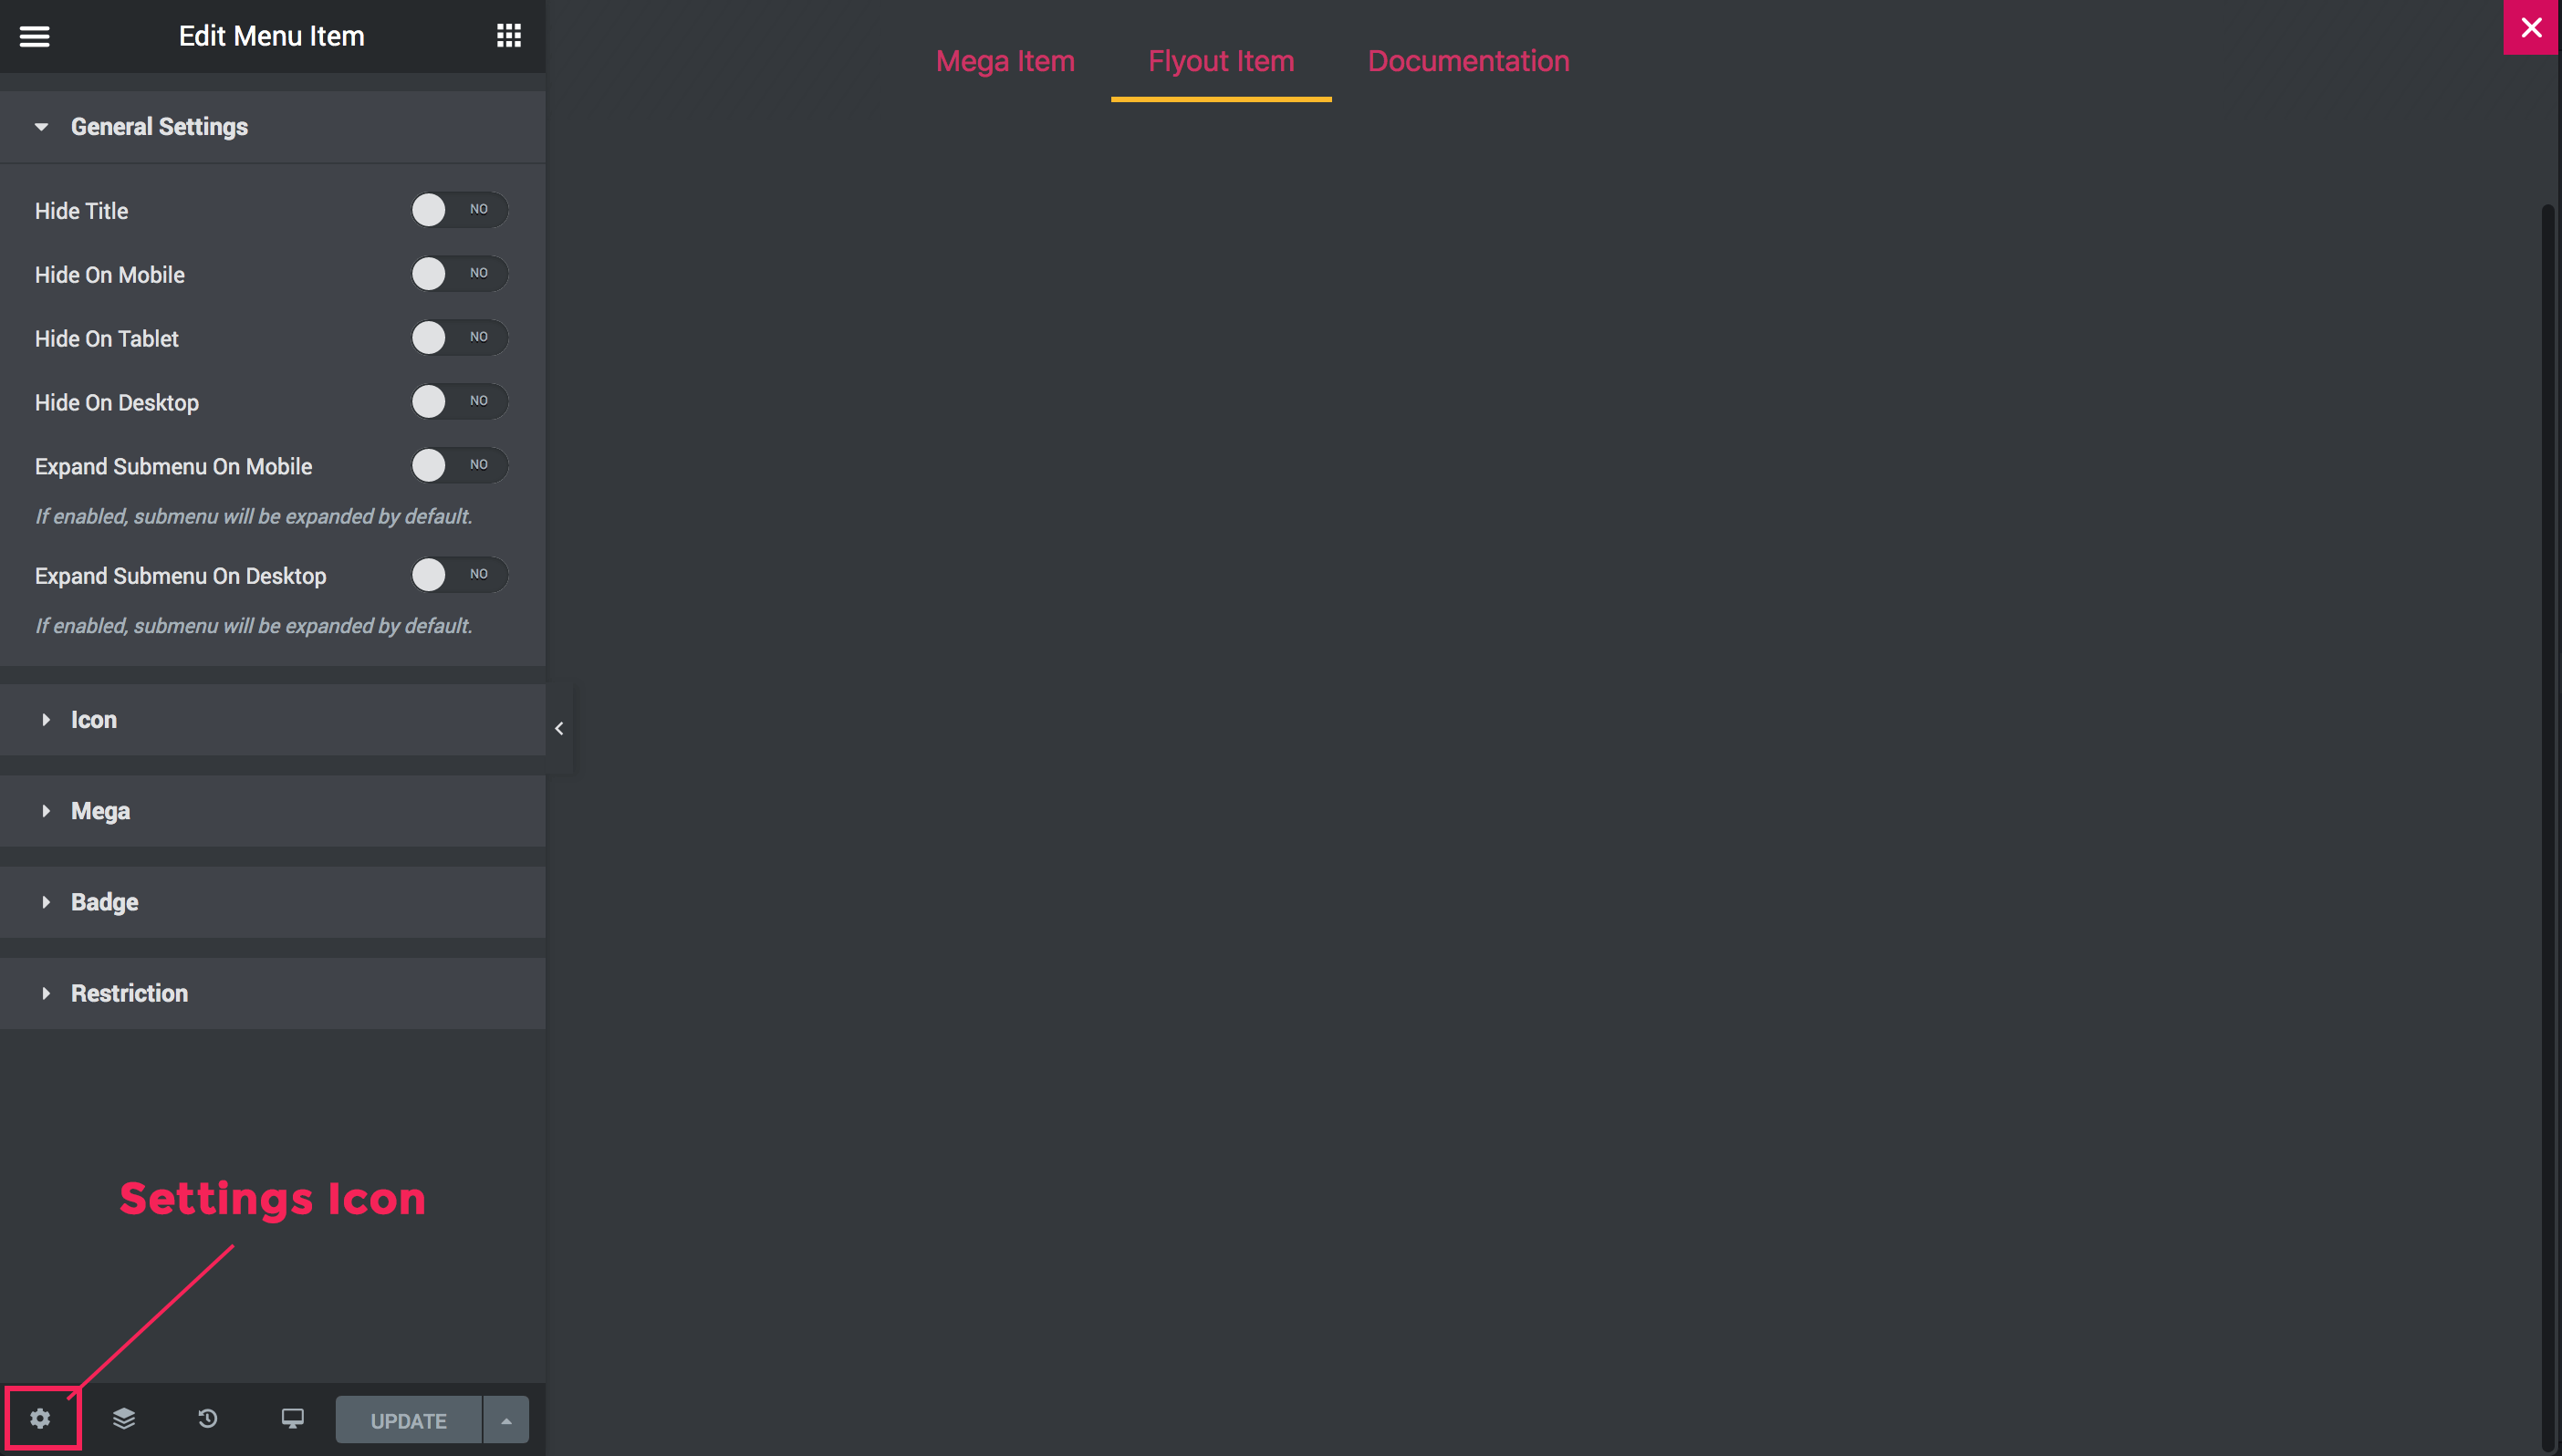 Edit Menu Item
Mega Item
Flyout Item
Documentation
General Settings
Hide Title
NO
Hide On Mobile
NO
Hide On Tablet
NO
Hide On Desktop
NO
Expand Submenu On Mobile
NO
If enabled, submenu will be expanded by default.
Expand Submenu On Desktop
NO
If enabled, submenu will be expanded by default.
Icon
Mega
Badge
Restriction
Settings Icon
UPDATE